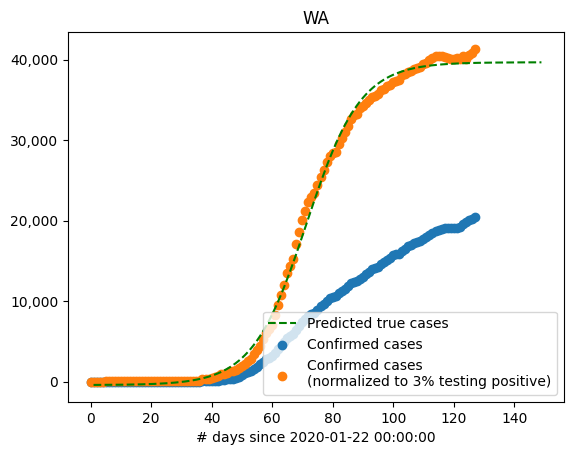 WA
40,000
30,000
20,000
10,000
0
Predicted true cases
Confirmed cases
Confirmed cases
(normalized to 3% testing positive)
0 20 40 60 80 100 120 140
# days since 2020-01-22 00:00:00